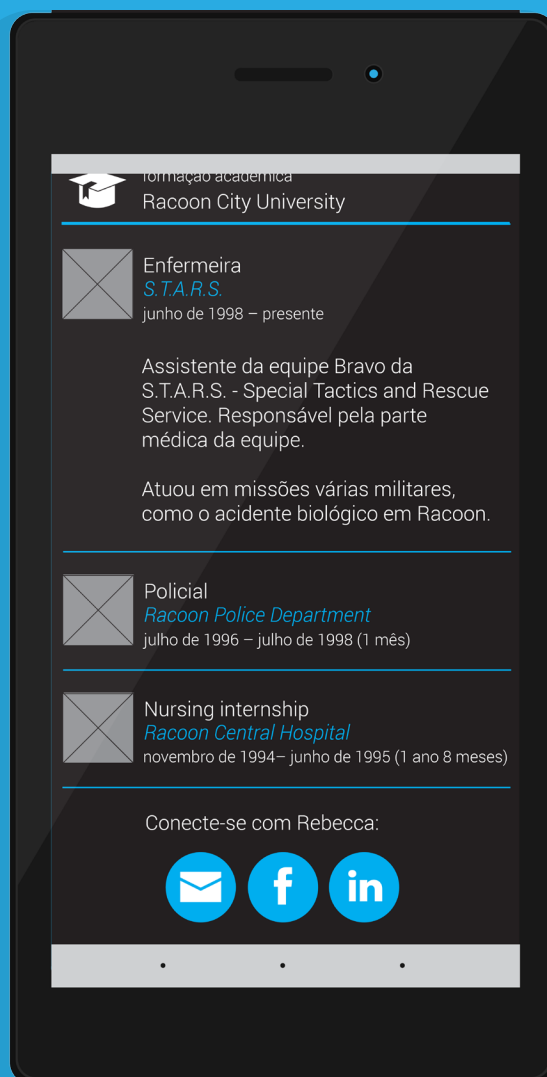 formação acadêmica
Racoon City University
Enfermeira
S.T.A.R.S.
junho de 1998 – presente
Assistente da equipe Bravo da
S.T.A.R.S. - Special Tactics and Rescue
Service. Responsável pela parte
médica da equipe.
Atuou em missões várias militares,
como o acidente biológico em Racoon.
Policial
Racoon Police Department
julho de 1996 – julho de 1998 (1 mês)
Nursing internship
Racoon Central Hospital
novembro de 1994– junho de 1995 (1 ano 8 meses)
Conecte-se com Rebecca:
f in